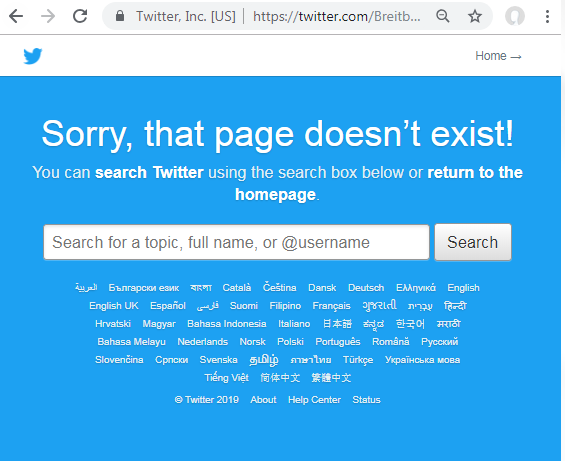 Twitter, Inc. [US] | https://twitter.com/Breitb...
Home →
Sorry, that page doesn’t exist!
You can search Twitter using the search box below or return to the
homepage.
Search for a topic, full name, or @username Search
العربية Български език বাংলা Català Čeština Dansk Deutsch Ελληνικά English
English UK Español فارسی Suomi Filipino Français ગુજરાતી עִבְרִית हिन्दी
Hrvatski Magyar Bahasa Indonesia Italiano 日本語 ಕನ್ನಡ 한국어 मराठी
Bahasa Melayu Nederlands Norsk Polski Português Română Русский
Slovenčina Српски Svenska தமிழ் ภาษาไทย Türkçe Українська мова
Tiếng Việt 简体中文 繁體中文
© Twitter 2019 About Help Center Status